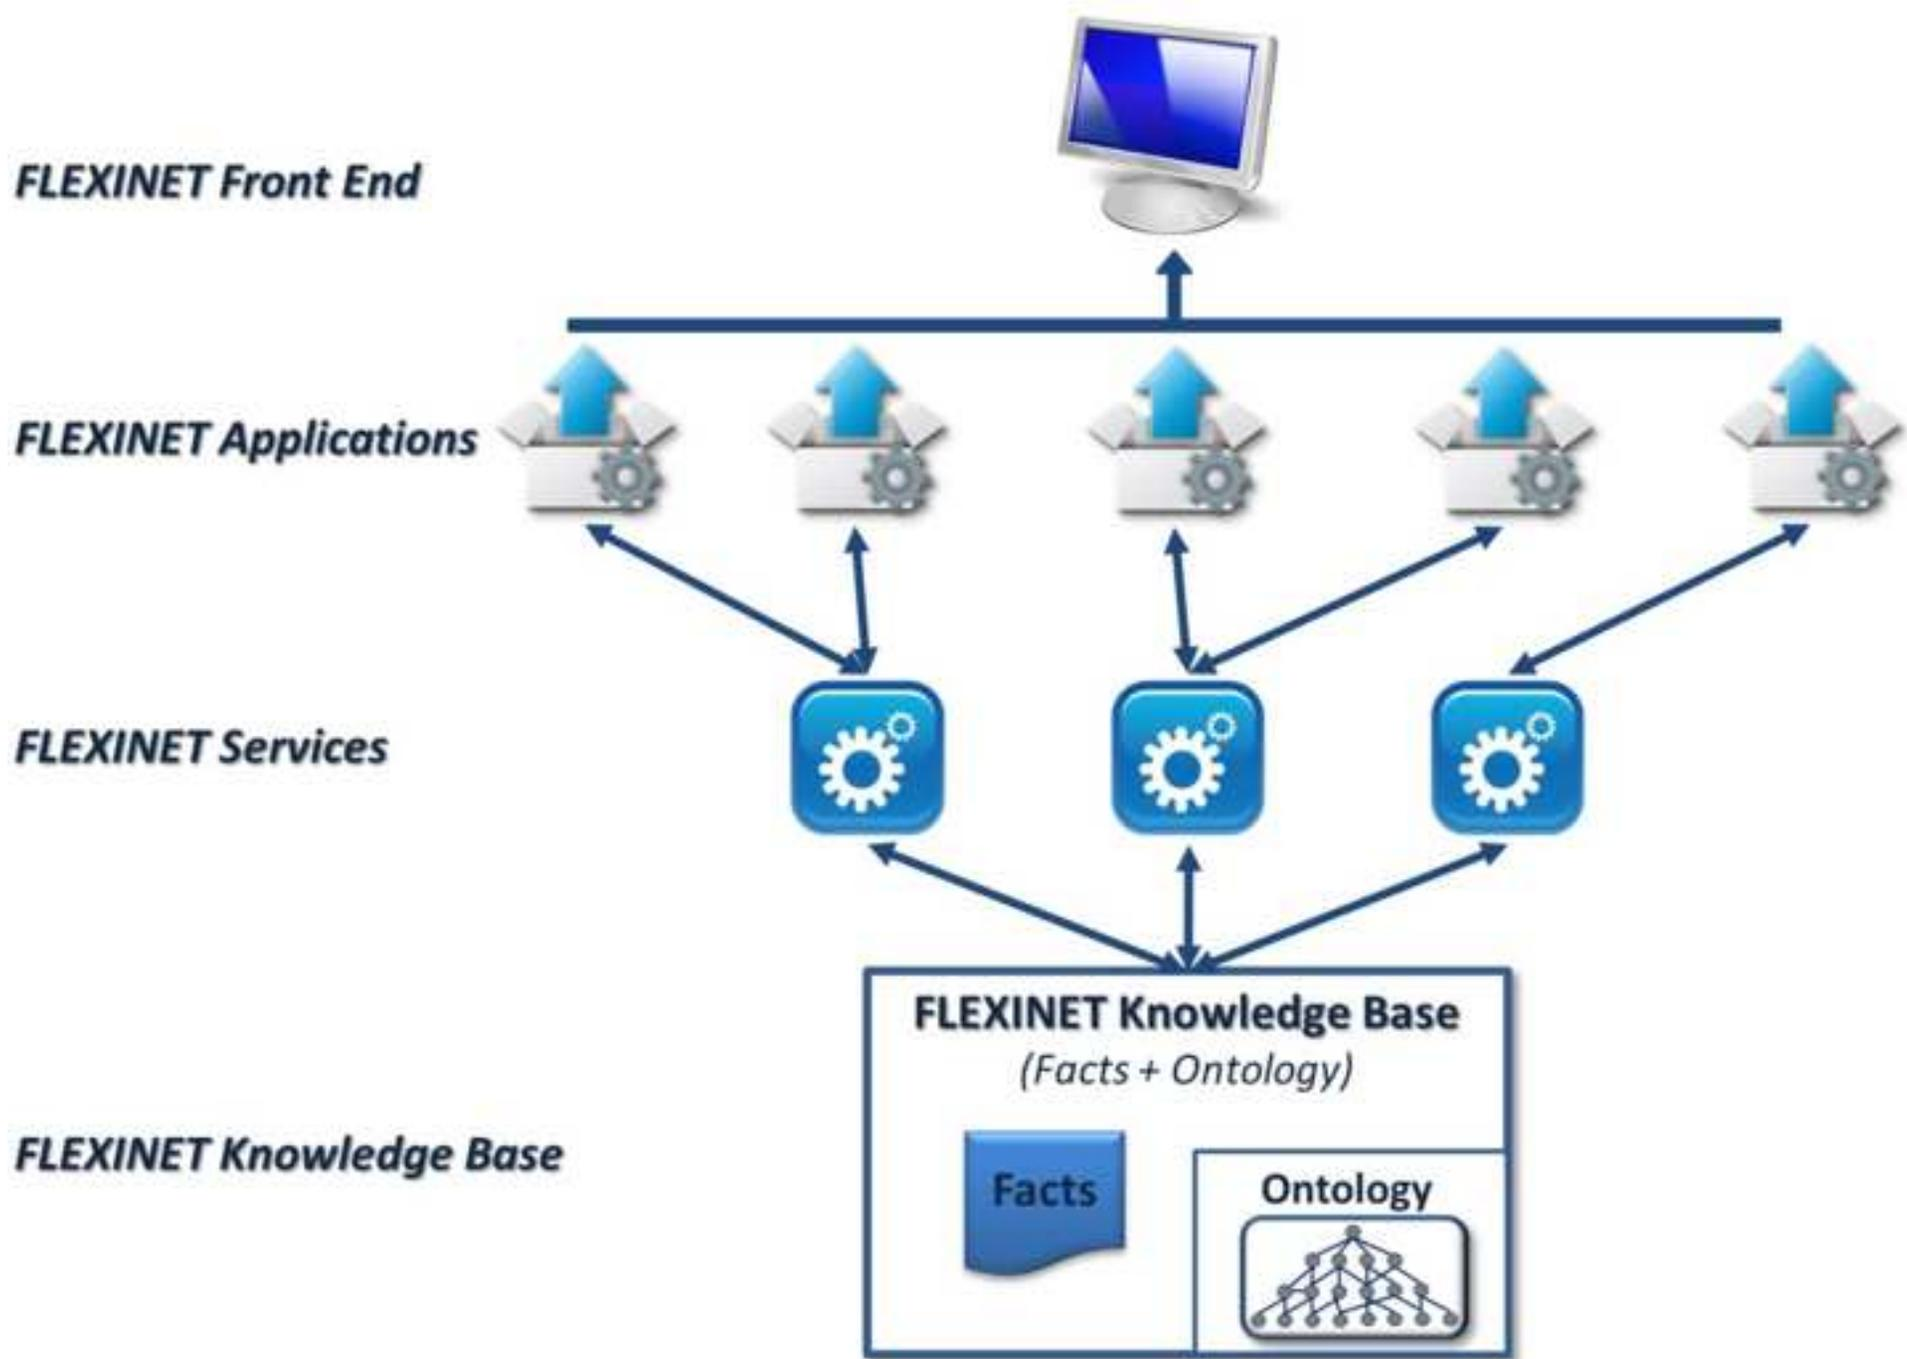 FLEXINET Front End
FLEXINET Applications
FLEXINET Services
FLEXINET Knowledge Base
(Facts + Ontology)
FLEXINET Knowledge Base
Facts
Ontology